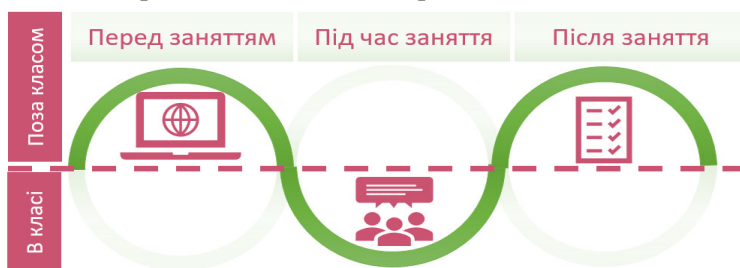 Перед заняттям
Під час заняття
Після заняття
Поза класом
В класі